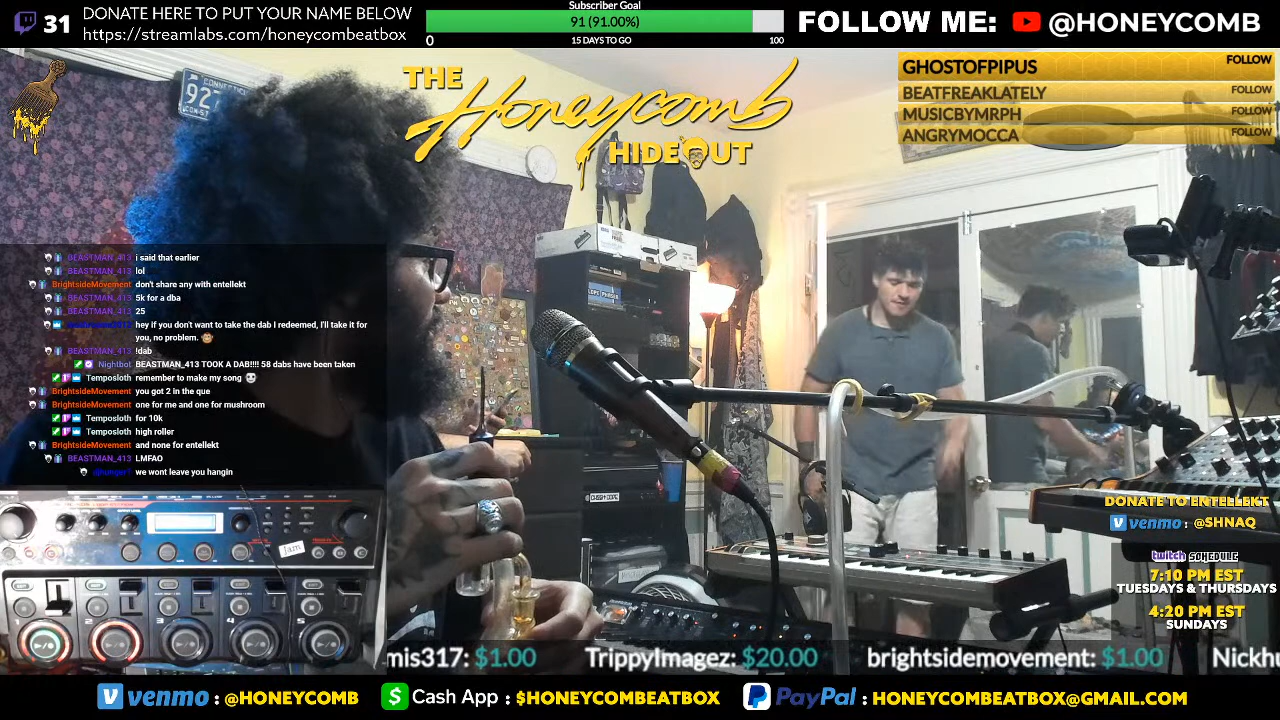 31
DONATE HERE TO PUT YOUR NAME BELOW
https://streamlabs.com/honeycombeatbox
Subscriber Goal
91 (91.00%)
0 15 DAYS TO GO 100
FOLLOW ME: @HONEYCOMB
THE
Honeycomb
HIDEOUT
GHOSTOFPIPUS FOLLOW
BEATFREAKLATELY FOLLOW
MUSICBYMRPH FOLLOW
ANGRYMOCCA FOLLOW
BEASTMAN_413 i said that earlier
BEASTMAN_413 lol
BrightsideMovement don't share any with entellekt
BEASTMAN_413 5k for a dba
BEASTMAN_413 25
hey if you don't want to take the dab I redeemed, I'll take it for
you, no problem.
BEASTMAN_413 !dab
Nightbot BEASTMAN_413 TOOK A DAB!!!! 58 dabs have been taken
Temposloth remember to make my song
BrightsideMovement you got 2 in the que
BrightsideMovement one for me and one for mushroom
Temposloth for 10k
Temposloth high roller
BrightsideMovement and none for entellekt
BEASTMAN_413 LMFAO
we wont leave you hangin
Jam
1 2 3 4 5
DONATE TO ENTELLEKT
venmo : @SHNAQ
twitch SCHEDULE
7:10 PM EST
TUESDAYS & THURSDAYS
4:20 PM EST
SUNDAYS
mis317: $1.00 TrippyImagez: $20.00 brightsidemovement: $1.00 Nickhu
venmo : @HONEYCOMB Cash App : $HONEYCOMBEATBOX PayPal : HONEYCOMBEATBOX@GMAIL.COM